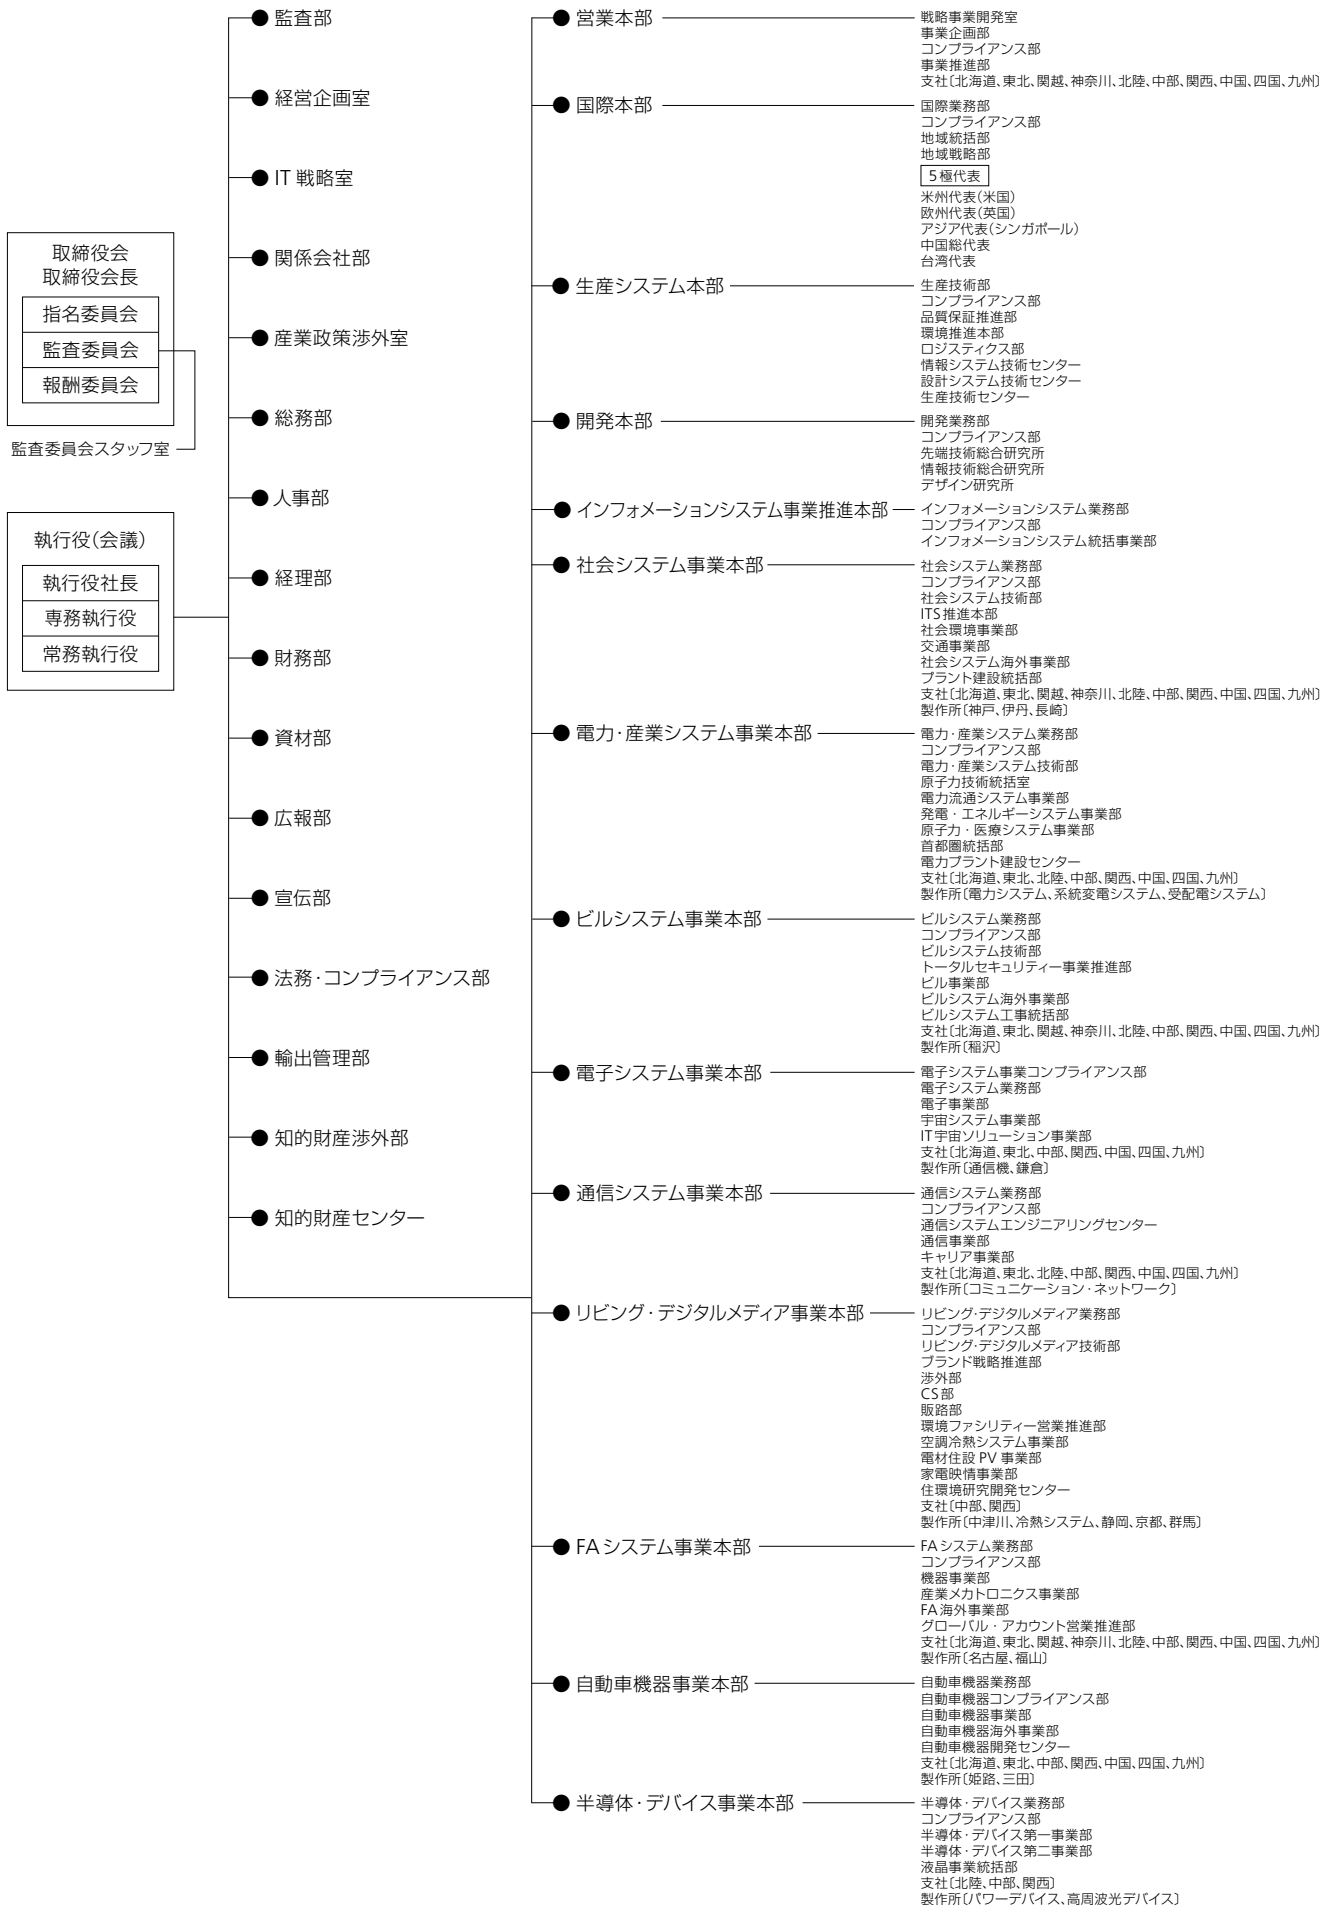 取締役会
取締役会長
指名委員会
監査委員会
報酬委員会
監査委員会スタッフ室
執行役(会議)
執行役社長
専務執行役
常務執行役
監査部
経営企画室
IT 戦略室
関係会社部
産業政策渉外室
総務部
人事部
経理部
財務部
資材部
広報部
宣伝部
法務・コンプライアンス部
輸出管理部
知的財産渉外部
知的財産センター
営業本部
戦略事業開発室
事業企画部
コンプライアンス部
事業推進部
支社〔北海道、東北、関越、神奈川、北陸、中部、関西、中国、四国、九州〕
国際本部
国際業務部
コンプライアンス部
地域統括部
地域戦略部
5極代表
米州代表(米国)
欧州代表(英国)
アジア代表(シンガポール)
中国総代表
台湾代表
生産システム本部
生産技術部
コンプライアンス部
品質保証推進部
環境推進本部
ロジスティクス部
情報システム技術センター
設計システム技術センター
生産技術センター
開発本部
開発業務部
コンプライアンス部
先端技術総合研究所
情報技術総合研究所
デザイン研究所
インフォメーションシステム事業推進本部
インフォメーションシステム業務部
コンプライアンス部
インフォメーションシステム統括事業部
社会システム事業本部
社会システム業務部
コンプライアンス部
社会システム技術部
ITS推進本部
社会環境事業部
交通事業部
社会システム海外事業部
プラント建設統括部
支社〔北海道、東北、関越、神奈川、北陸、中部、関西、中国、四国、九州〕
製作所〔神戸、伊丹、長崎〕
電力・産業システム事業本部
電力・産業システム業務部
コンプライアンス部
電力・産業システム技術部
原子力技術統括室
電力流通システム事業部
発電・エネルギーシステム事業部
原子力・医療システム事業部
首都圏統括部
電力プラント建設センター
支社〔北海道、東北、北陸、中部、関西、中国、四国、九州〕
製作所〔電力システム、系統変電システム、受配電システム〕
ビルシステム事業本部
ビルシステム業務部
コンプライアンス部
ビルシステム技術部
トータルセキュリティー事業推進部
ビル事業部
ビルシステム海外事業部
ビルシステム工事統括部
支社〔北海道、東北、関越、神奈川、北陸、中部、関西、中国、四国、九州〕
製作所〔稲沢〕
電子システム事業本部
電子システム事業コンプライアンス部
電子システム業務部
電子事業部
宇宙システム事業部
IT宇宙ソリューション事業部
支社〔北海道、東北、中部、関西、中国、四国、九州〕
製作所〔通信機、鎌倉〕
通信システム事業本部
通信システム業務部
コンプライアンス部
通信システムエンジニアリングセンター
通信事業部
キャリア事業部
支社〔北海道、東北、北陸、中部、関西、中国、四国、九州〕
製作所〔コミュニケーション・ネットワーク〕
リビング・デジタルメディア事業本部
リビング・デジタルメディア業務部
コンプライアンス部
リビング・デジタルメディア技術部
ブランド戦略推進部
渉外部
CS部
販路部
環境ファシリティー営業推進部
空調冷熱システム事業部
電材住設 PV 事業部
家電映情事業部
住環境研究開発センター
支社〔中部、関西〕
製作所〔中津川、冷熱システム、静岡、京都、群馬〕
FAシステム事業本部
FAシステム業務部
コンプライアンス部
機器事業部
産業メカトロニクス事業部
FA海外事業部
グローバル・アカウント営業推進部
支社〔北海道、東北、関越、神奈川、北陸、中部、関西、中国、四国、九州〕
製作所〔名古屋、福山〕
自動車機器事業本部
自動車機器業務部
自動車機器コンプライアンス部
自動車機器事業部
自動車機器海外事業部
自動車機器開発センター
支社〔北海道、東北、中部、関西、中国、四国、九州〕
製作所〔姫路、三田〕
半導体・デバイス事業本部
半導体・デバイス業務部
コンプライアンス部
半導体・デバイス第一事業部
半導体・デバイス第二事業部
液晶事業統括部
支社〔北陸、中部、関西〕
製作所〔パワーデバイス、高周波光デバイス〕